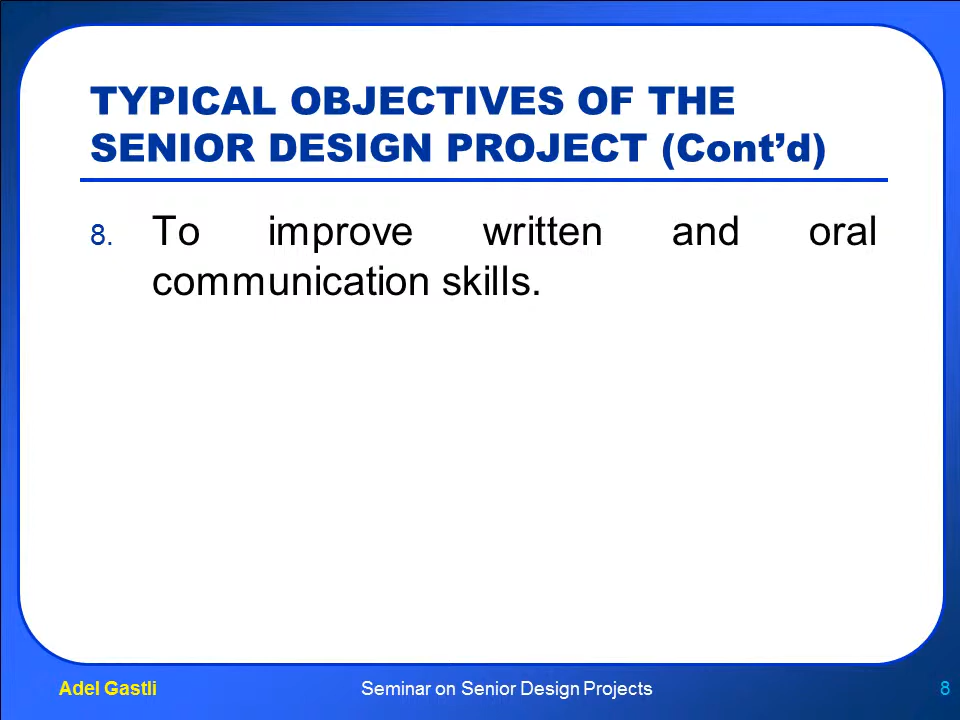 TYPICAL OBJECTIVES OF THE
SENIOR DESIGN PROJECT (Cont’d)
8. To improve written and oral
communication skills.
Adel Gastli Seminar on Senior Design Projects 8